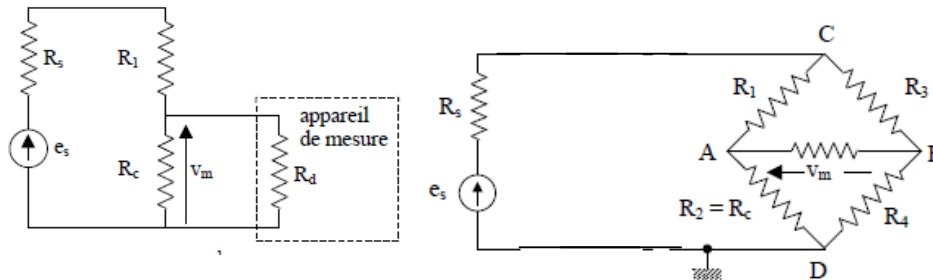 Rs
R1
es
Rc
vm
appareil
de mesure
Rd
C
R1
R3
Rs
A
B
vm
es
R2 = Rc
R4
D